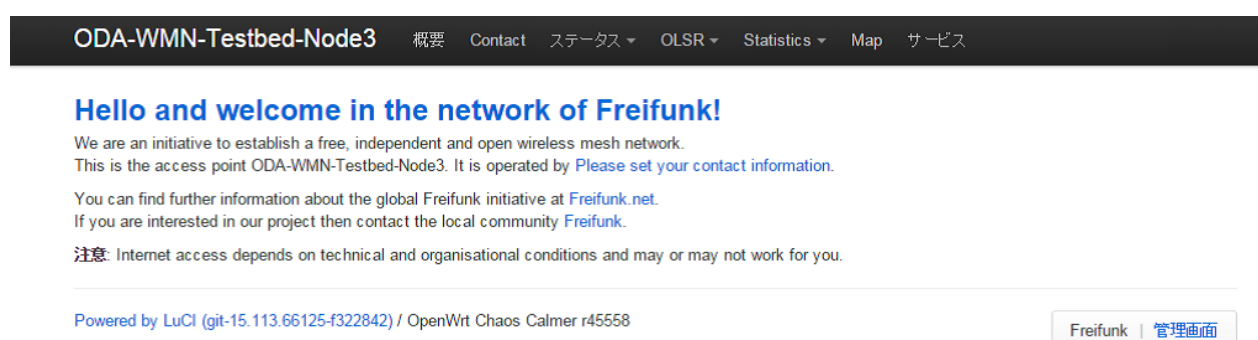 ODA-WMN-Testbed-Node3 概要 Contact ステータス OLSR Statistics Map サービス
Hello and welcome in the network of Freifunk!
We are an initiative to establish a free, independent and open wireless mesh network.
This is the access point ODA-WMN-Testbed-Node3. It is operated by Please set your contact information.
You can find further information about the global Freifunk initiative at Freifunk.net.
If you are interested in our project then contact the local community Freifunk.
注意: Internet access depends on technical and organisational conditions and may or may not work for you.
Powered by LuCI (git-15.113.66125-f322842) / OpenWrt Chaos Calmer r45558
Freifunk | 管理画面